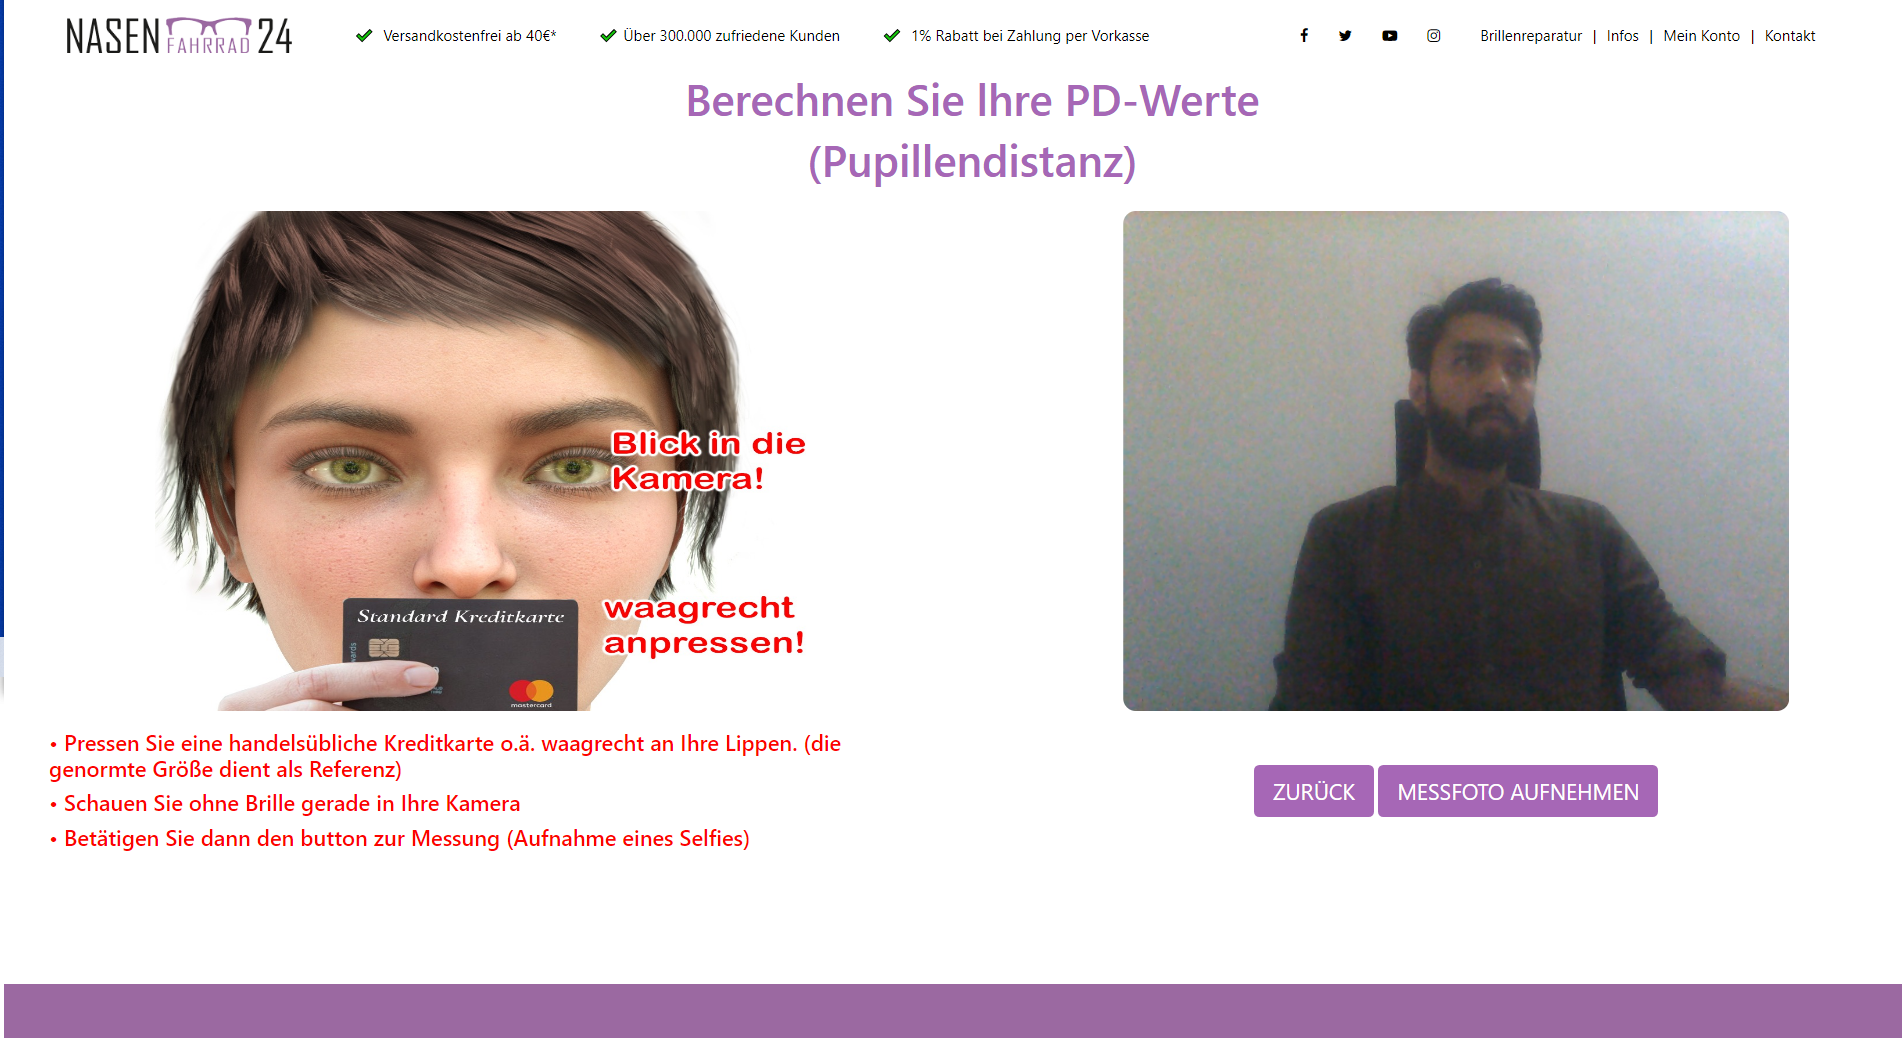 NASENFAHRRAD24
Versandkostenfrei ab 40€*
Über 300.000 zufriedene Kunden
1% Rabatt bei Zahlung per Vorkasse
Brillenreparatur | Infos | Mein Konto | Kontakt
Berechnen Sie Ihre PD-Werte
(Pupillendistanz)
Blick in die
Kamera!
waagrecht
anpressen!
Standard Kreditkarte
mastercard
• Pressen Sie eine handelsübliche Kreditkarte o.ä. waagrecht an Ihre Lippen. (die
genormte Größe dient als Referenz)
• Schauen Sie ohne Brille gerade in Ihre Kamera
• Betätigen Sie dann den button zur Messung (Aufnahme eines Selfies)
ZURÜCK
MESSFOTO AUFNEHMEN